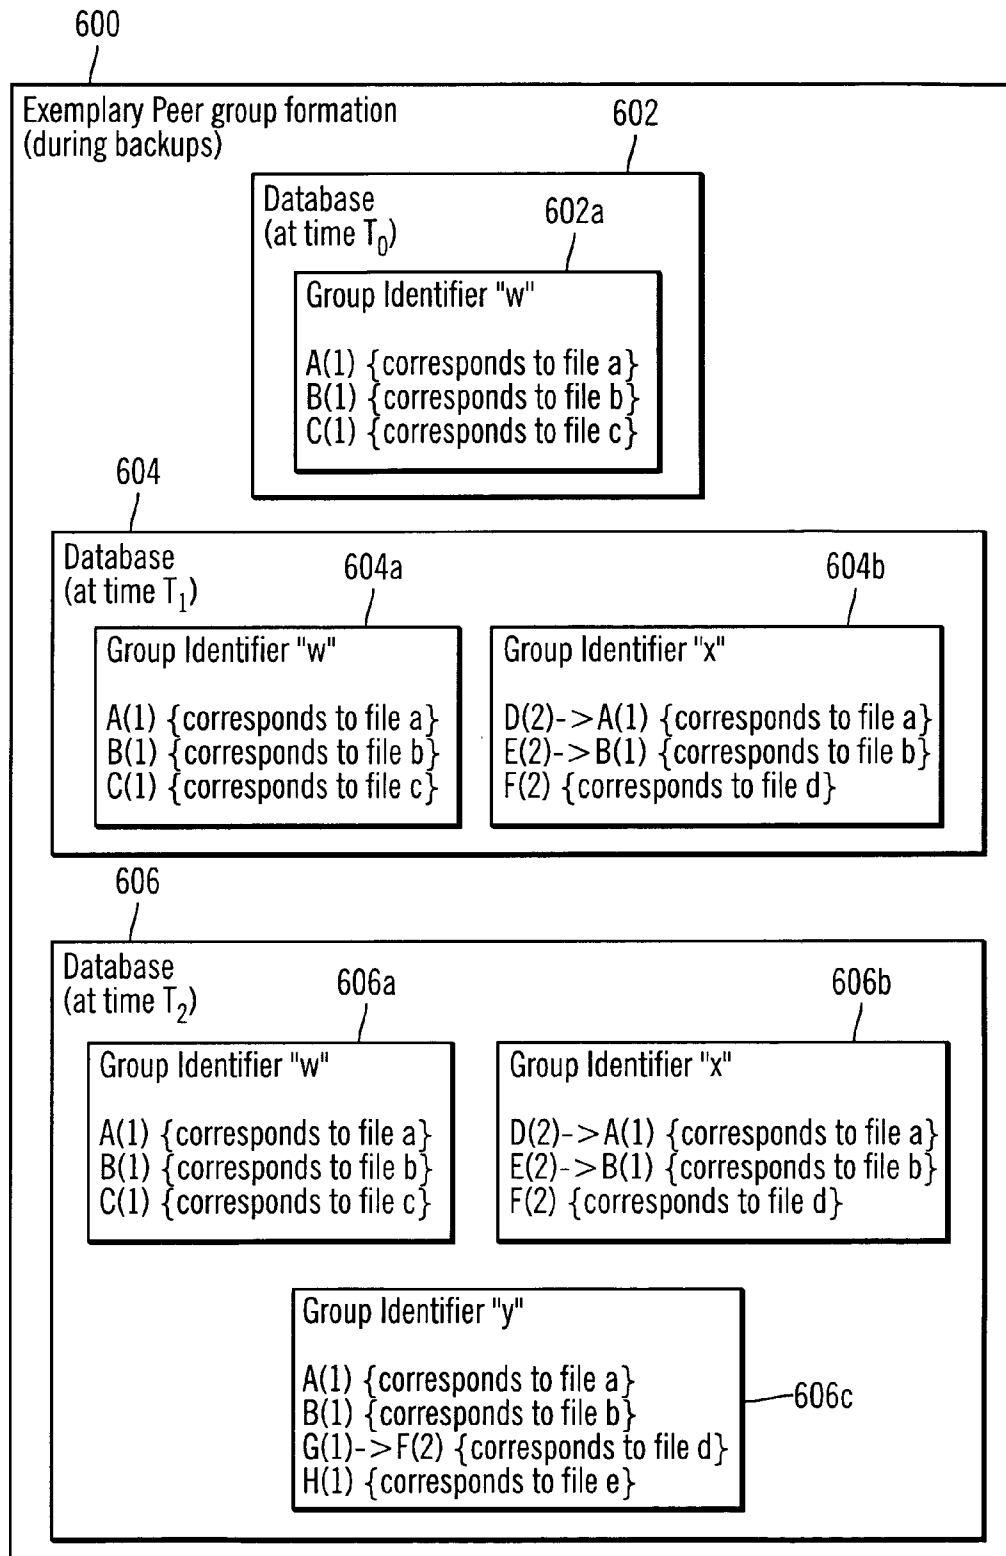 600
Exemplary Peer group formation
(during backups)
602
Database
(at time T0)
602a
Group Identifier "w"
A(1) {corresponds to file a}
B(1) {corresponds to file b}
C(1) {corresponds to file c}
604
Database
(at time T1)
604a
Group Identifier "w"
A(1) {corresponds to file a}
B(1) {corresponds to file b}
C(1) {corresponds to file c}
604b
Group Identifier "x"
D(2)->A(1) {corresponds to file a}
E(2)->B(1) {corresponds to file b}
F(2) {corresponds to file d}
606
Database
(at time T2)
606a
Group Identifier "w"
A(1) {corresponds to file a}
B(1) {corresponds to file b}
C(1) {corresponds to file c}
606b
Group Identifier "x"
D(2)->A(1) {corresponds to file a}
E(2)->B(1) {corresponds to file b}
F(2) {corresponds to file d}
Group Identifier "y"
A(1) {corresponds to file a}
B(1) {corresponds to file b}
G(1)->F(2) {corresponds to file d}
H(1) {corresponds to file e}
606c